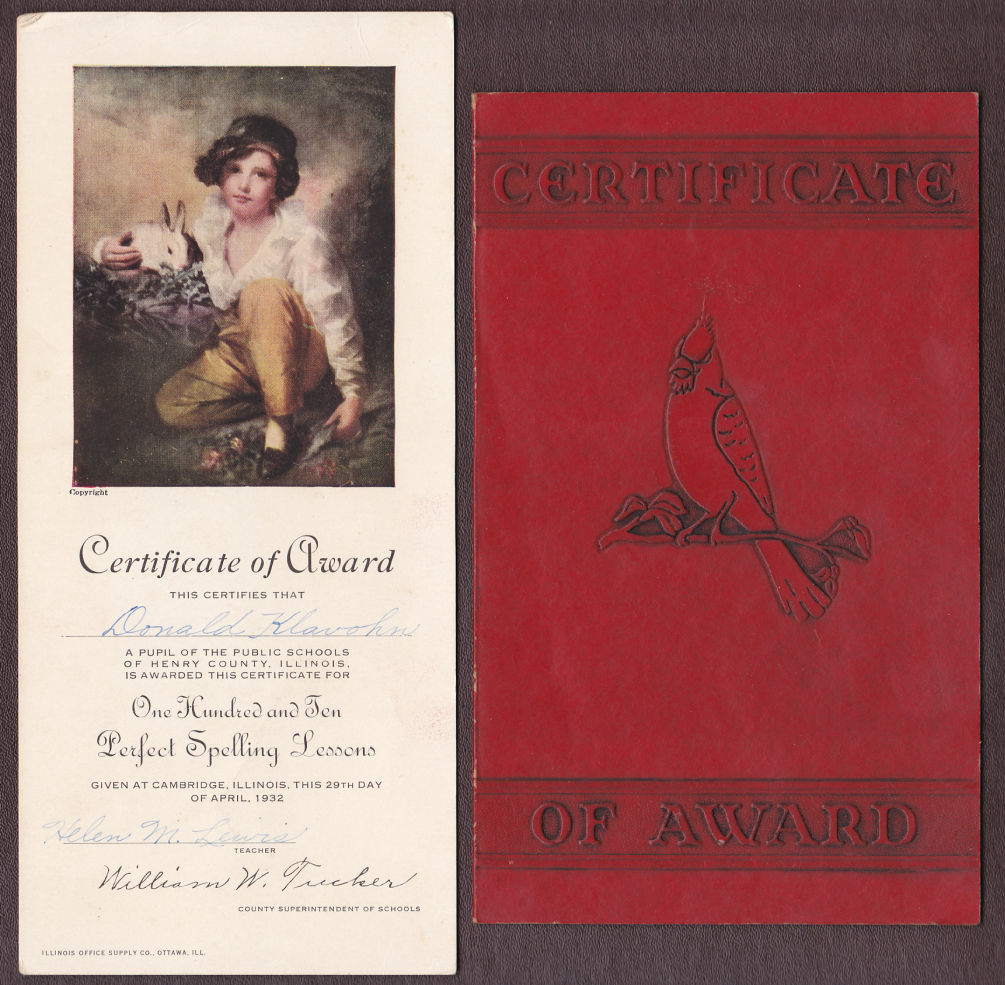 Copyright
Certificate of Award
THIS CERTIFIES THAT
Donald Klavohn
A PUPIL OF THE PUBLIC SCHOOLS
OF HENRY COUNTY, ILLINOIS,
IS AWARDED THIS CERTIFICATE FOR
One Hundred and Ten
Perfect Spelling Lessons
GIVEN AT CAMBRIDGE, ILLINOIS, THIS 29TH DAY
OF APRIL, 1932
Helen M. Lewis
TEACHER
William W. Tucker
COUNTY SUPERINTENDENT OF SCHOOLS
ILLINOIS OFFICE SUPPLY CO., OTTAWA, ILL.
CERTIFICATE
OF AWARD